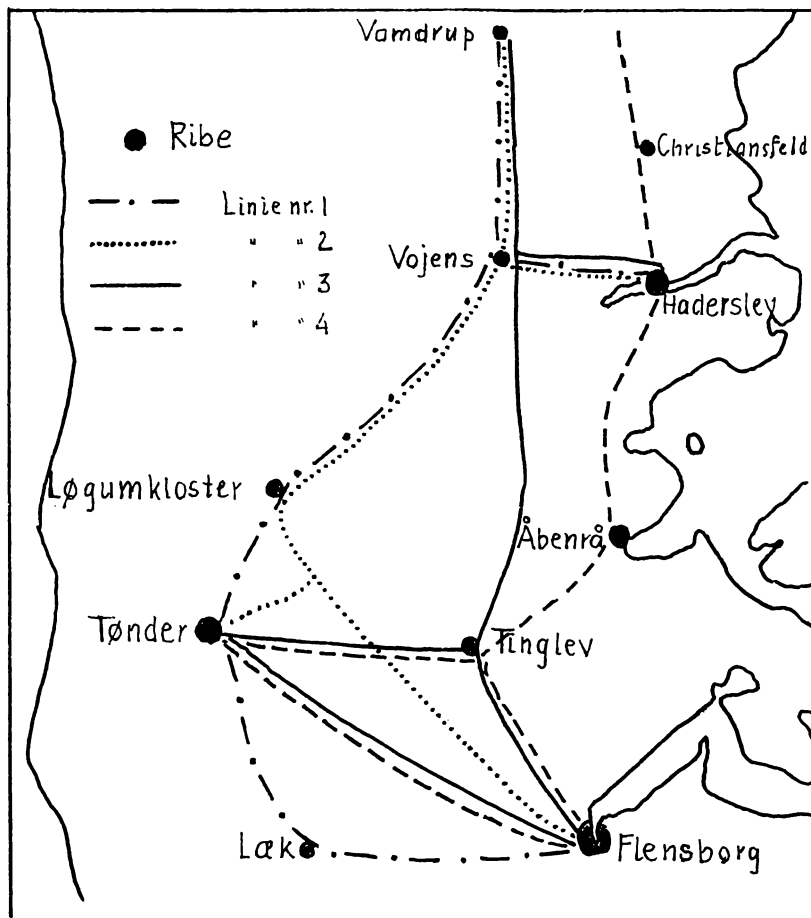 Vamdrup
Ribe
Christiansfeld
Linie nr. 1
" " 2
" " 3
" " 4
Vojens
Haderslev
Løgumkloster
Åbenrå
Tønder
Tinglev
Læk
Flensborg